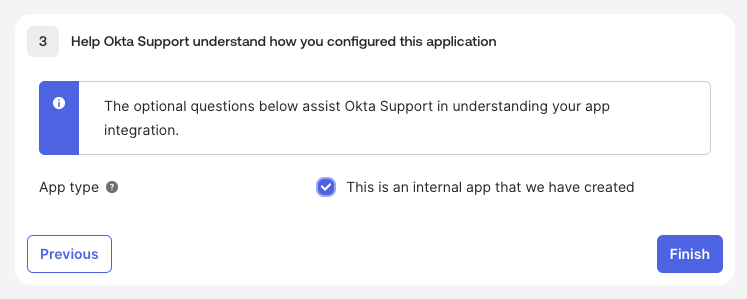 3 Help Okta Support understand how you configured this application
The optional questions below assist Okta Support in understanding your app
integration.
App type ? This is an internal app that we have created
Previous Finish